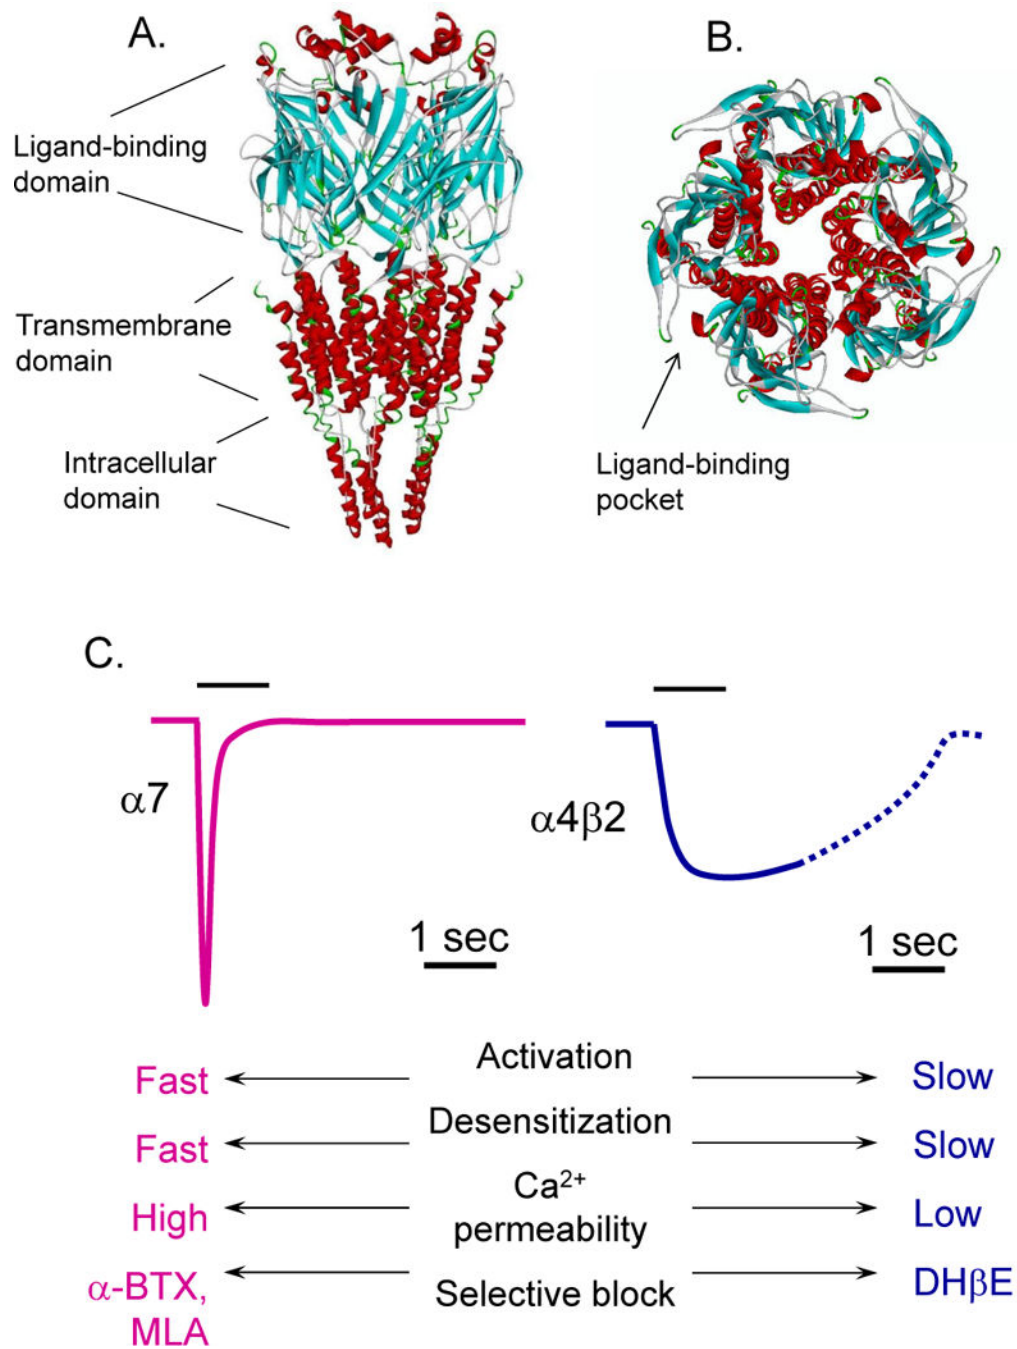 A.
B.
Ligand-binding
domain
Transmembrane
domain
Intracellular
domain
Ligand-binding
pocket
C.
α7
α4β2
1 sec
1 sec
Fast
Activation
Slow
Fast
Desensitization
Slow
High
Ca²⁺
permeability
Low
α-BTX,
MLA
Selective block
DHβE